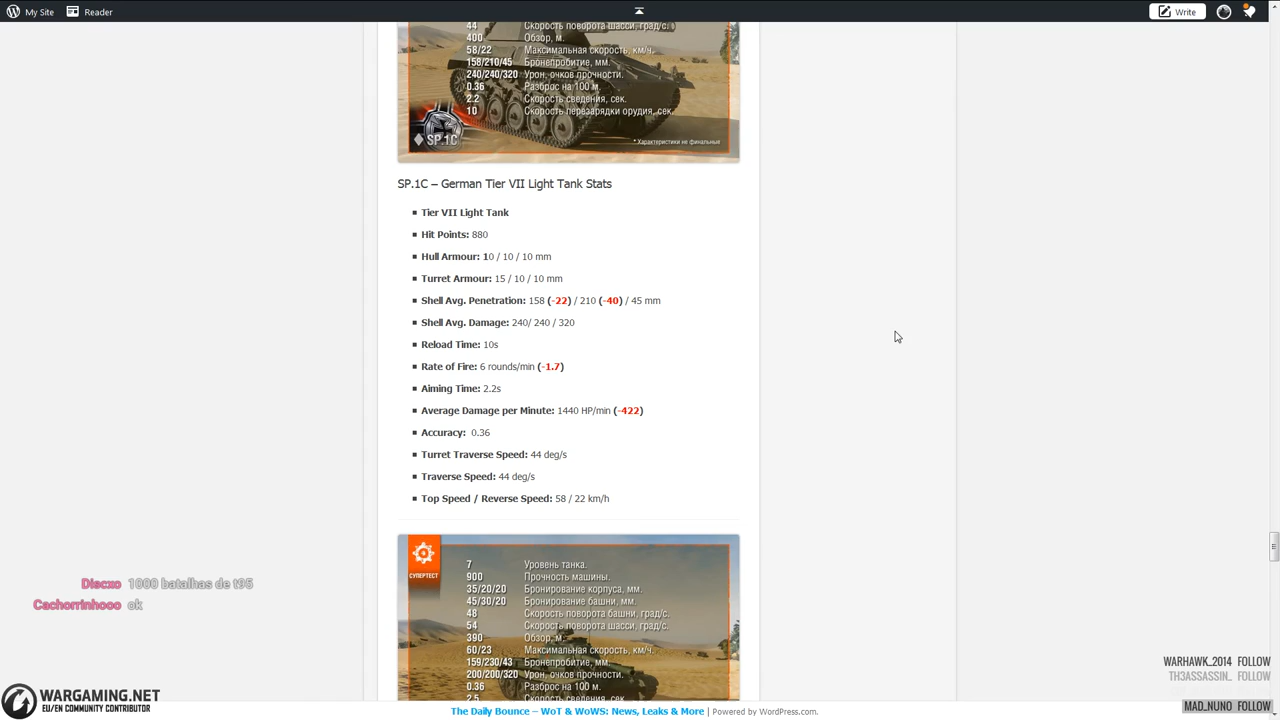 My Site
Reader
Write
44 Скорость поворота шасси, град/с.
400 Обзор, м.
58/22 Максимальная скорость, км/ч.
158/210/45 Бронепробитие, мм.
240/240/320 Урон, очков прочности.
0.36 Разброс на 100 м.
2.2 Скорость сведения, сек.
10 Скорость перезарядки орудия, сек.
SP.1C
* Характеристики не финальные
SP.1C – German Tier VII Light Tank Stats
Tier VII Light Tank
Hit Points: 880
Hull Armour: 10 / 10 / 10 mm
Turret Armour: 15 / 10 / 10 mm
Shell Avg. Penetration: 158 (-22) / 210 (-40) / 45 mm
Shell Avg. Damage: 240/ 240 / 320
Reload Time: 10s
Rate of Fire: 6 rounds/min (-1.7)
Aiming Time: 2.2s
Average Damage per Minute: 1440 HP/min (-422)
Accuracy: 0.36
Turret Traverse Speed: 44 deg/s
Traverse Speed: 44 deg/s
Top Speed / Reverse Speed: 58 / 22 km/h
СУПЕРТЕСТ
7 Уровень танка.
900 Прочность машины.
35/20/20 Бронирование корпуса, мм.
45/30/20 Бронирование башни, мм.
48 Скорость поворота башни, град/с.
54 Скорость поворота шасси, град/с.
390 Обзор, м.
60/23 Максимальная скорость, км/ч.
159/230/43 Бронепробитие, мм.
200/200/320 Урон, очков прочности.
0.36 Разброс на 100 м.
2.5 Скорость сведения, сек.
Discxo 1000 batalhas de t95
Cachorrinhooo ok
WARHAWK_2014 FOLLOW
TH3ASSASSIN_ FOLLOW
MAD_NUNO FOLLOW
WARGAMING.NET
EU/EN COMMUNITY CONTRIBUTOR
The Daily Bounce – WoT & WoWS: News, Leaks & More | Powered by WordPress.com.